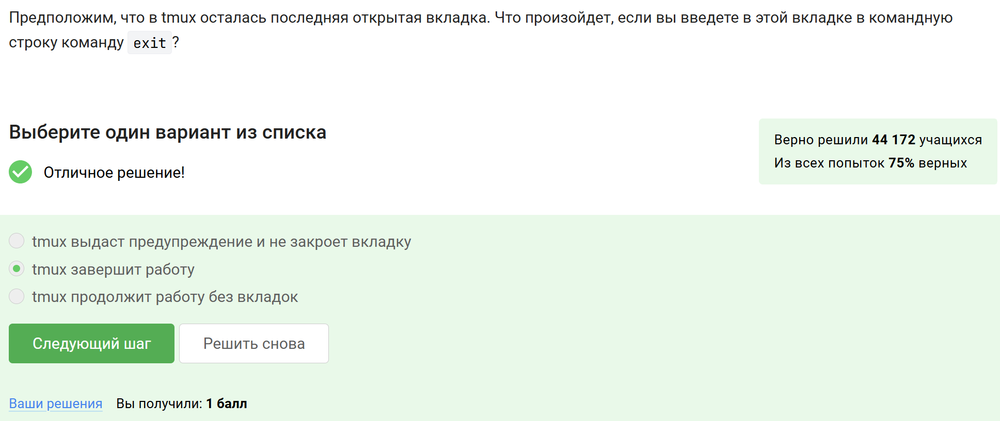 Предположим, что в tmux осталась последняя открытая вкладка. Что произойдет, если вы введете в этой вкладке в командную
строку команду exit?
Выберите один вариант из списка
Верно решили 44 172 учащихся
Из всех попыток 75% верных
Отличное решение!
tmux выдаст предупреждение и не закроет вкладку
tmux завершит работу
tmux продолжит работу без вкладок
Следующий шаг
Решить снова
Ваши решения Вы получили: 1 балл